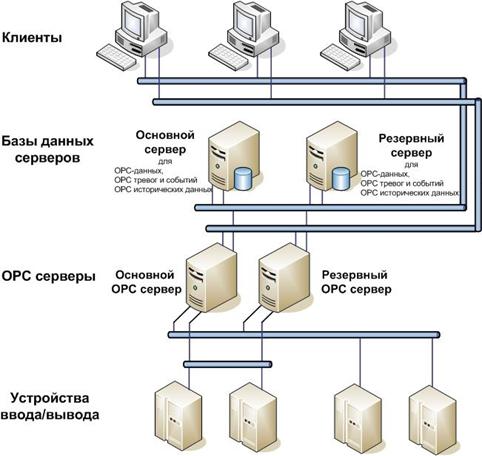 Клиенты
Базы данных
серверов
Основной
сервер
для
OPC-данных,
OPC тревог и событий
OPC исторических данных
Резервный
сервер
для
OPC-данных,
OPC тревог и событий
OPC исторических данных
OPC серверы
Основной
OPC сервер
Резервный
OPC сервер
Устройства
ввода/вывода